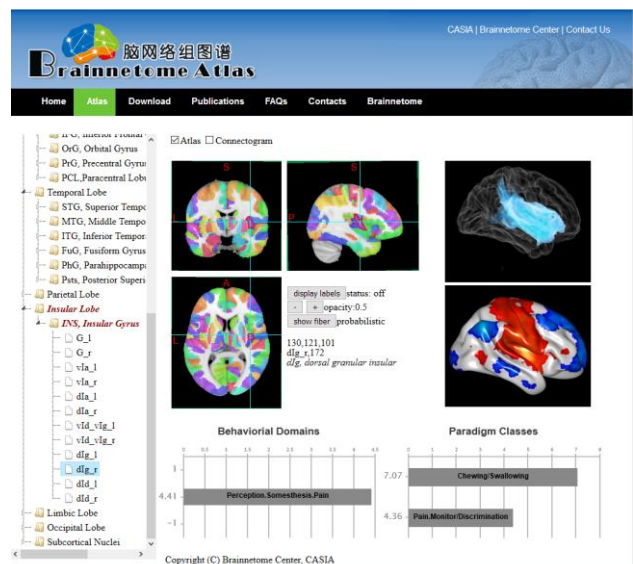 CASIA | Brainnetome Center | Contact Us
脑网络组图谱
Brainnetome Atlas
Home Atlas Download Publications FAQs Contacts Brainnetome
Atlas Connectogram
OrG, Orbital Gyrus
PrG, Precentral Gyru
PCL,Paracentral Lobu
Temporal Lobe
STG, Superior Tempo
MTG, Middle Tempo
ITG, Inferior Tempor
FuG, Fusiform Gyrus
PhG, Parahippocampa
Psts, Posterior Superi
Parietal Lobe
Insular Lobe
INS, Insular Gyrus
G_l
G_r
vIa_l
vIa_r
dIa_l
dIa_r
vId_vIg_l
vId_vIg_r
dIg_l
dIg_r
dId_l
dId_r
Limbic Lobe
Occipital Lobe
Subcortical Nuclei
S
L
S
P
A
L
display labels status: off
- + opacity:0.5
show fiber probabilistic
130,121,101
dIg_r,172
dIg, dorsal granular insular
Behaviorial Domains
0 0.5 1 1.5 2 2.5 3 3.5 4 4.5
1
4.41 Perception.Somesthesis.Pain
-1
Paradigm Classes
0 1 2 3 4 5 6 7 8
7.07 Chewing/Swallowing
4.36 Pain.Monitor/Discrimination
Copyright (C) Brainnetome Center, CASIA